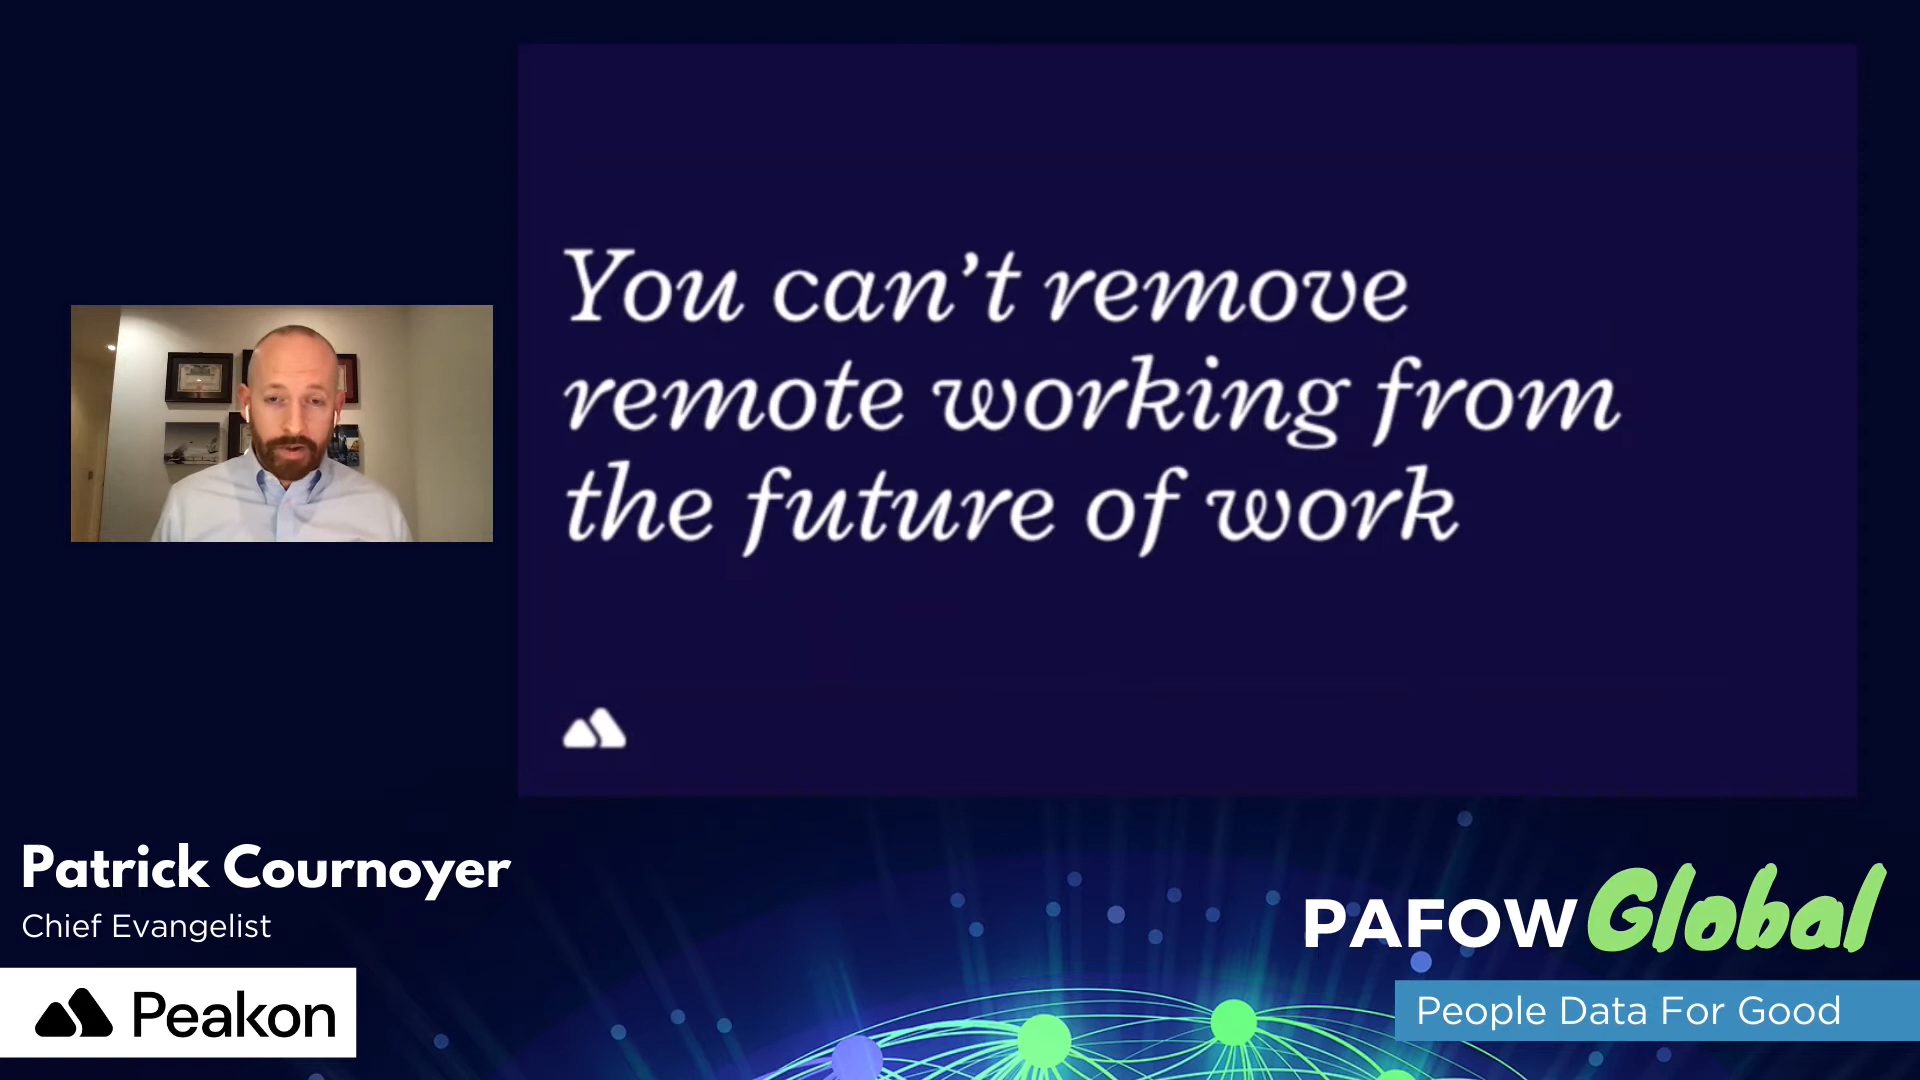 You can’t remove
remote working from
the future of work
Patrick Cournoyer
Chief Evangelist
Peakon
PAFOW Global
People Data For Good